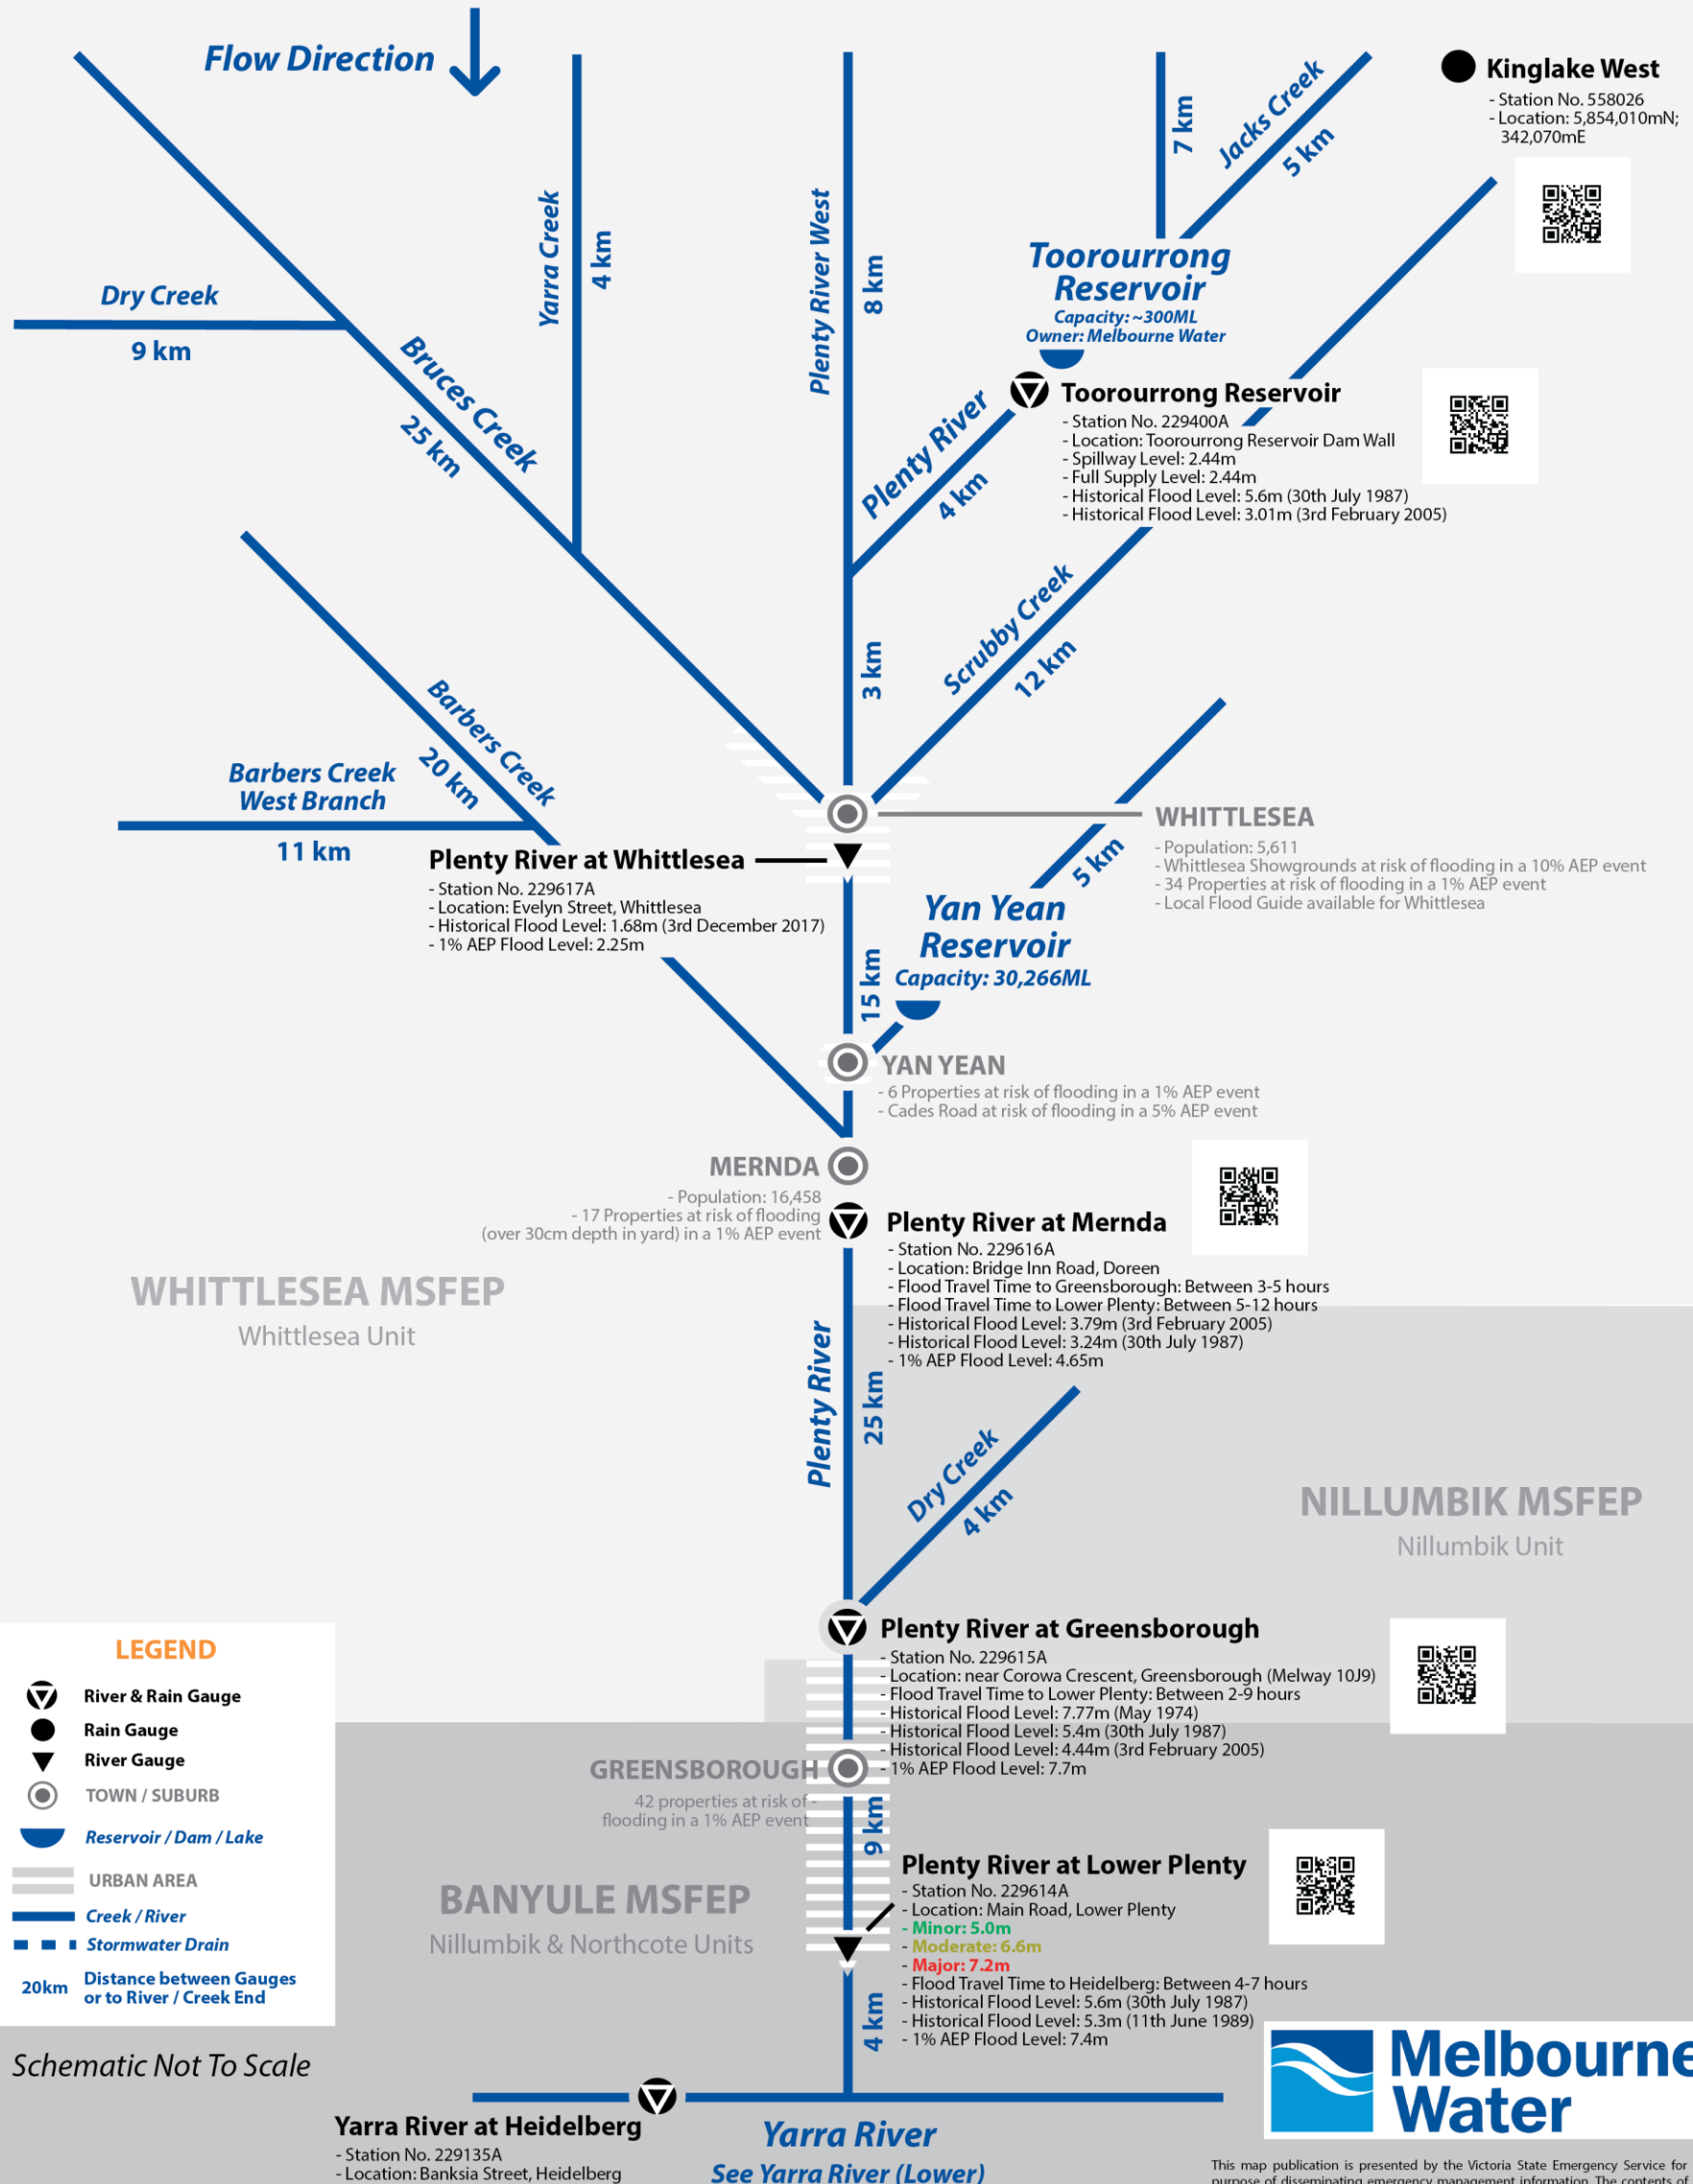 Flow Direction
Kinglake West
- Station No. 558026
- Location: 5,854,010mN;
342,070mE
7 km
Jacks Creek
5 km
Yarra Creek
4 km
Plenty River West
8 km
Toorourrong
Reservoir
Capacity: ~300ML
Owner: Melbourne Water
Dry Creek
9 km
Bruces Creek
25 km
Plenty River
4 km
Toorourrong Reservoir
- Station No. 229400A
- Location: Toorourrong Reservoir Dam Wall
- Spillway Level: 2.44m
- Full Supply Level: 2.44m
- Historical Flood Level: 5.6m (30th July 1987)
- Historical Flood Level: 3.01m (3rd February 2005)
Scrubby Creek
12 km
3 km
Barbers Creek
20 km
Barbers Creek
West Branch
11 km
WHITTLESEA
- Population: 5,611
- Whittlesea Showgrounds at risk of flooding in a 10% AEP event
- 34 Properties at risk of flooding in a 1% AEP event
- Local Flood Guide available for Whittlesea
Plenty River at Whittlesea
- Station No. 229617A
- Location: Evelyn Street, Whittlesea
- Historical Flood Level: 1.68m (3rd December 2017)
- 1% AEP Flood Level: 2.25m
5 km
Yan Yean
Reservoir
Capacity: 30,266ML
15 km
YAN YEAN
- 6 Properties at risk of flooding in a 1% AEP event
- Cades Road at risk of flooding in a 5% AEP event
MERNDA
- Population: 16,458
- 17 Properties at risk of flooding
(over 30cm depth in yard) in a 1% AEP event
Plenty River at Mernda
- Station No. 229616A
- Location: Bridge Inn Road, Doreen
- Flood Travel Time to Greensborough: Between 3-5 hours
- Flood Travel Time to Lower Plenty: Between 5-12 hours
- Historical Flood Level: 3.79m (3rd February 2005)
- Historical Flood Level: 3.24m (30th July 1987)
- 1% AEP Flood Level: 4.65m
WHITTLESEA MSFEP
Whittlesea Unit
Plenty River
25 km
Dry Creek
4 km
NILLUMBIK MSFEP
Nillumbik Unit
Plenty River at Greensborough
- Station No. 229615A
- Location: near Corowa Crescent, Greensborough (Melway 10J9)
- Flood Travel Time to Lower Plenty: Between 2-9 hours
- Historical Flood Level: 7.77m (May 1974)
- Historical Flood Level: 5.4m (30th July 1987)
- Historical Flood Level: 4.44m (3rd February 2005)
- 1% AEP Flood Level: 7.7m
GREENSBOROUGH
42 properties at risk of -
flooding in a 1% AEP event
9 km
BANYULE MSFEP
Nillumbik & Northcote Units
Plenty River at Lower Plenty
- Station No. 229614A
- Location: Main Road, Lower Plenty
- Minor: 5.0m
- Moderate: 6.6m
- Major: 7.2m
- Flood Travel Time to Heidelberg: Between 4-7 hours
- Historical Flood Level: 5.6m (30th July 1987)
- Historical Flood Level: 5.3m (11th June 1989)
- 1% AEP Flood Level: 7.4m
4 km
LEGEND
River & Rain Gauge
Rain Gauge
River Gauge
TOWN / SUBURB
Reservoir / Dam / Lake
URBAN AREA
Creek / River
Stormwater Drain
20km
Distance between Gauges
or to River / Creek End
Schematic Not To Scale
Yarra River at Heidelberg
- Station No. 229135A
- Location: Banksia Street, Heidelberg
Yarra River
See Yarra River (Lower)
Melbourne
Water
This map publication is presented by the Victoria State Emergency Service for
purpose of disseminating emergency management information. The contents of